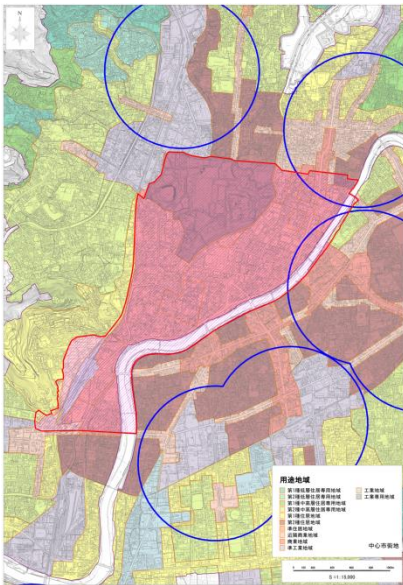 N
用途地域
第1種低層住居専用地域
第2種低層住居専用地域
第1種中高層住居専用地域
第2種中高層住居専用地域
第1種住居地域
第2種住居地域
準住居地域
近隣商業地域
商業地域
準工業地域
工業地域
工業専用地域
中心市街地
S =1:10,000